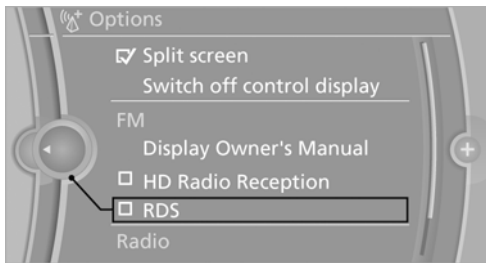 Options
Split screen
Switch off control display
FM
Display Owner's Manual
HD Radio Reception
RDS
Radio